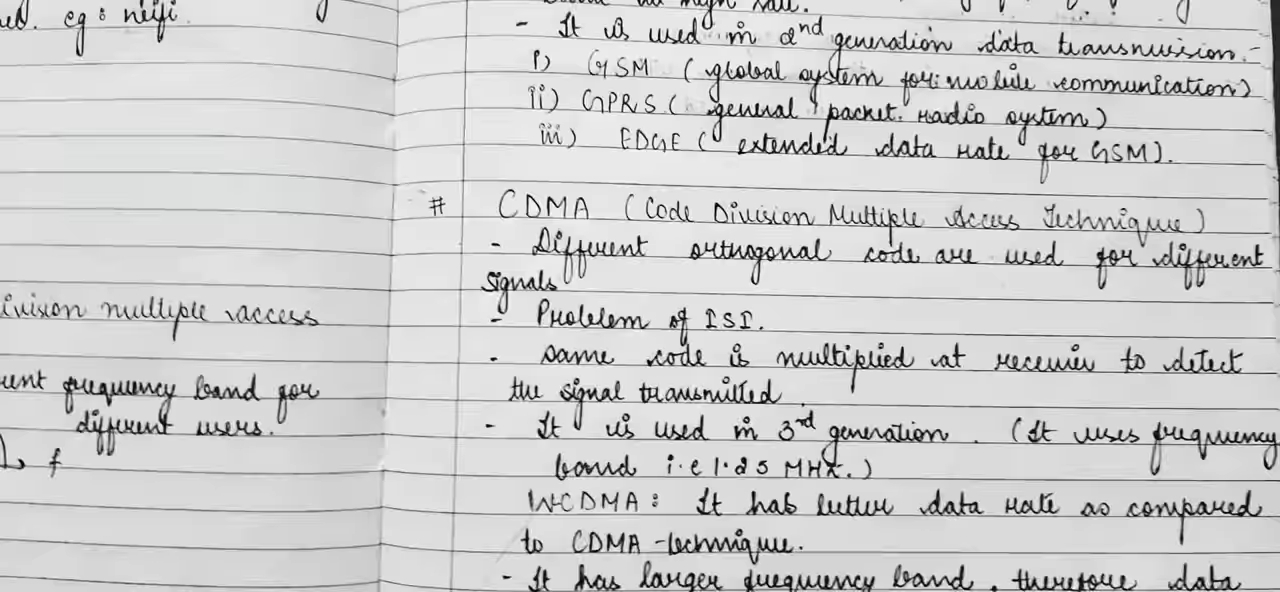 eg : neifi.
- It is used in 2nd generation data transmission.-
i) GSM ( global system for mobile communication)
ii) GPRS ( general packet radio system)
iii) EDGE ( extended data rate for GSM).
# CDMA ( Code Division Multiple Access Technique)
- Different orthogonal code are used for different
signals
- Problem of ISI.
- same code is multiplied at receiver to detect
the signal transmitted.
- It is used in 3rd generation. (It uses frequency
band i.e 1.25 MHz.)
WCDMA : It has better data rate as compared
to CDMA -technique.
- It has larger frequency band, therefore data
ivision multiple access
rent frequency band for
different users.
f